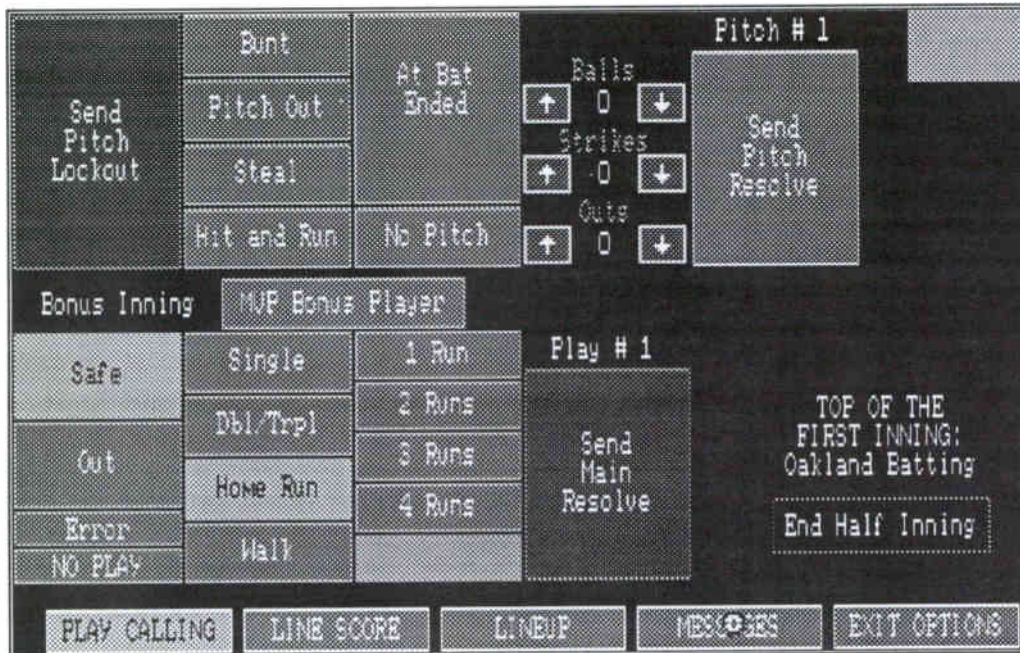 Send
Pitch
Lockout
Bunt
Pitch Out
Steal
Hit and Run
At Bat
Ended
No Pitch
Balls
0
Strikes
0
Outs
0
Pitch # 1
Send
Pitch
Resolve
Bonus Inning
MVP Bonus Player
Safe
Out
Error
NO PLAY
Single
Dbl/Trpl
Home Run
Walk
1 Run
2 Runs
3 Runs
4 Runs
Play # 1
Send
Main
Resolve
TOP OF THE
FIRST INNING:
Oakland Batting
End Half Inning
PLAY CALLING
LINE SCORE
LINEUP
MESSAGES
EXIT OPTIONS